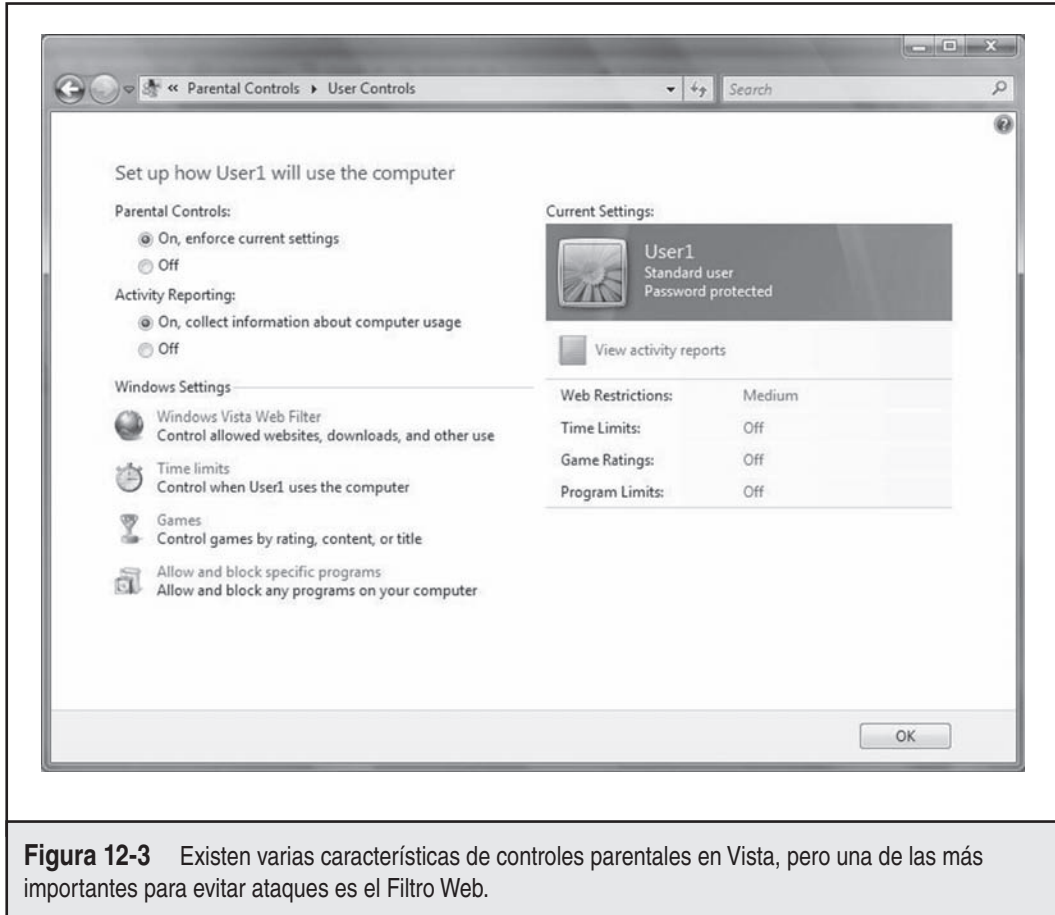 « Parental Controls ▸ User Controls
Search
Set up how User1 will use the computer
Parental Controls:
On, enforce current settings
Off
Activity Reporting:
On, collect information about computer usage
Off
Windows Settings
Windows Vista Web Filter
Control allowed websites, downloads, and other use
Time limits
Control when User1 uses the computer
Games
Control games by rating, content, or title
Allow and block specific programs
Allow and block any programs on your computer
Current Settings:
User1
Standard user
Password protected
View activity reports
Web Restrictions: Medium
Time Limits: Off
Game Ratings: Off
Program Limits: Off
OK
Figura 12-3 Existen varias características de controles parentales en Vista, pero una de las más
importantes para evitar ataques es el Filtro Web.